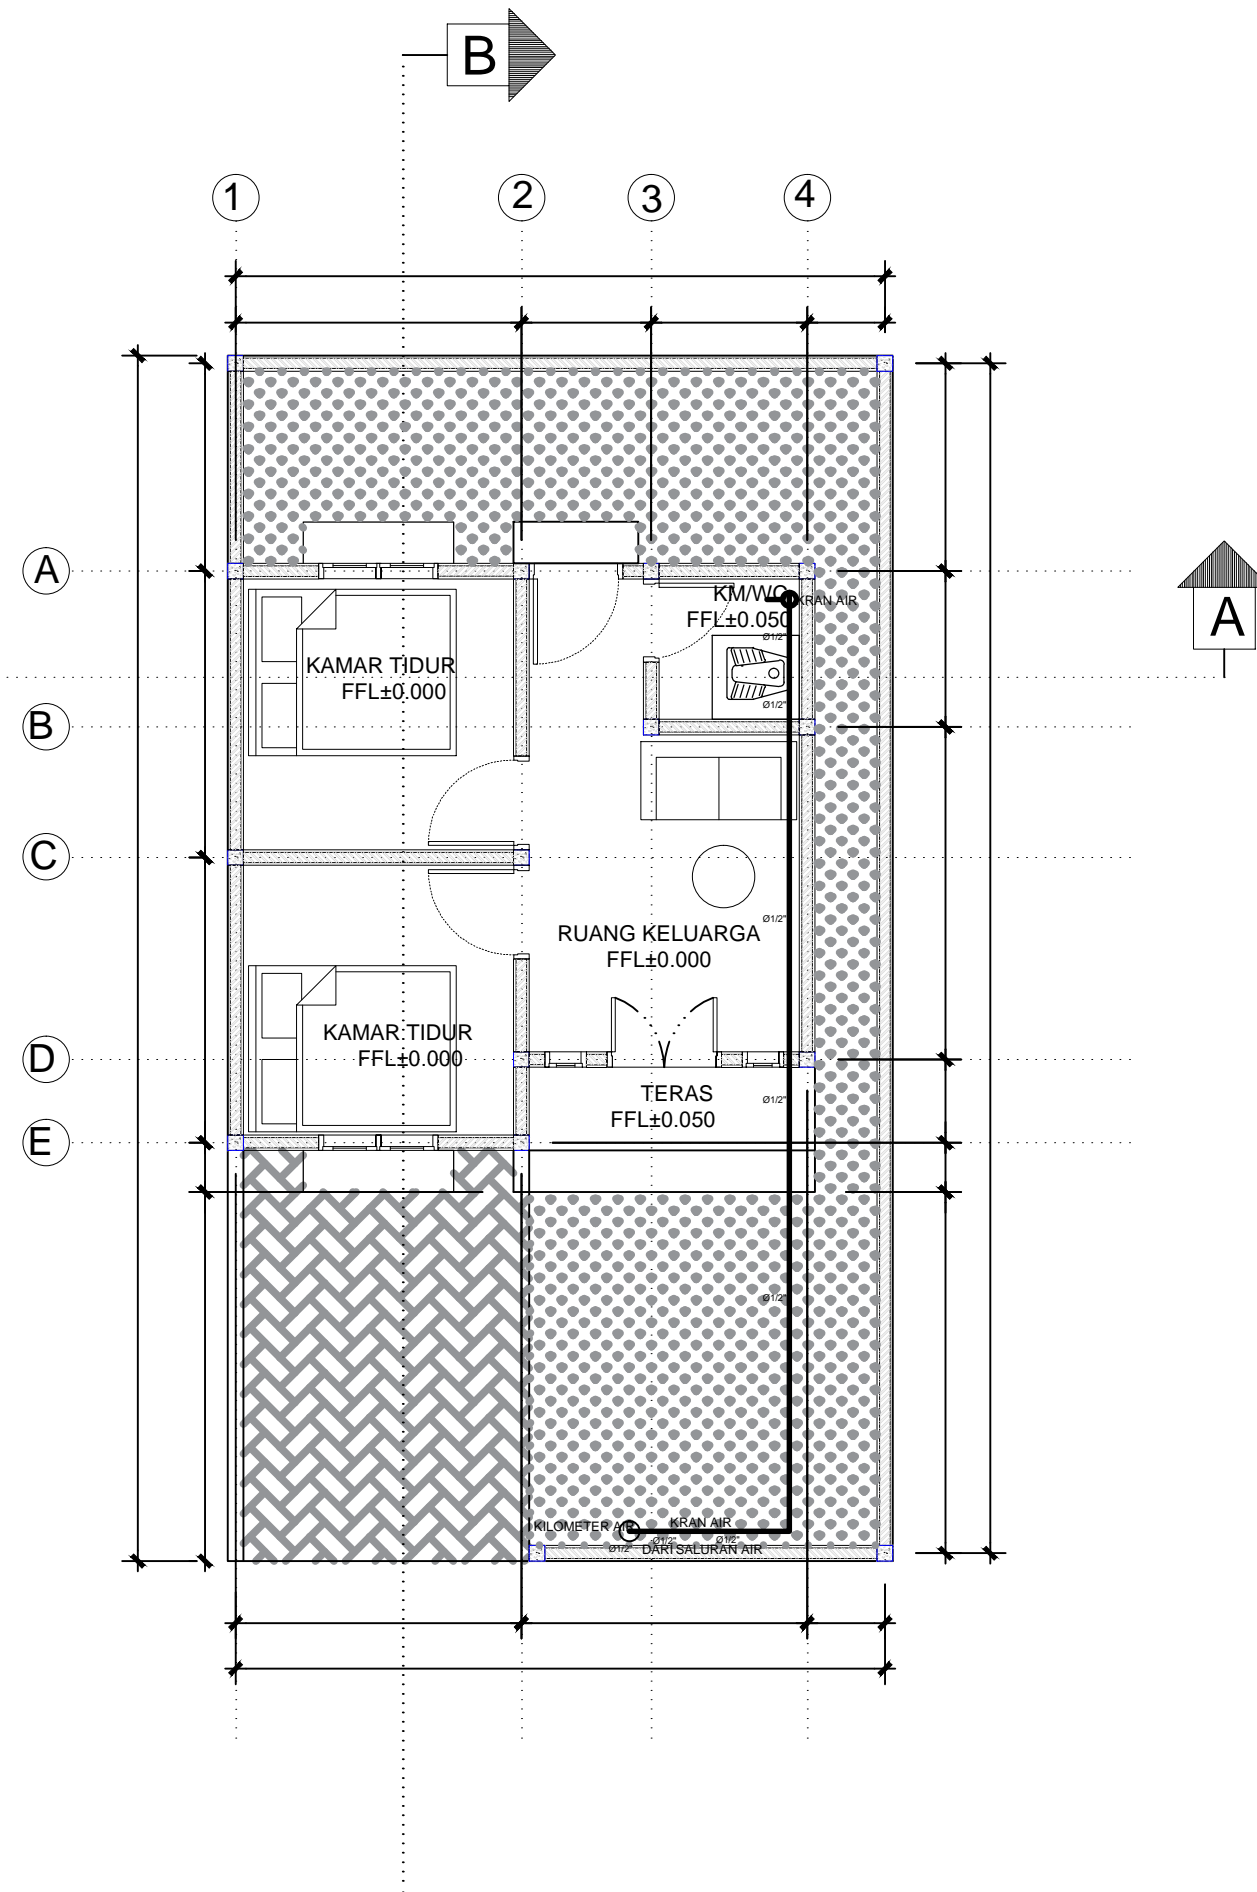 B
1
2
3
4
A
KM/WC
KRAN AIR
FFL±0.050
Ø1/2"
A
KAMAR TIDUR
FFL±0.000
Ø1/2"
B
C
Ø1/2"
RUANG KELUARGA
FFL±0.000
KAMAR TIDUR
FFL±0.000
D
TERAS
FFL±0.050
Ø1/2"
E
Ø1/2"
KILOMETER AIR
KRAN AIR
Ø1/2"
Ø1/2"
Ø1/2"
DARI SALURAN AIR